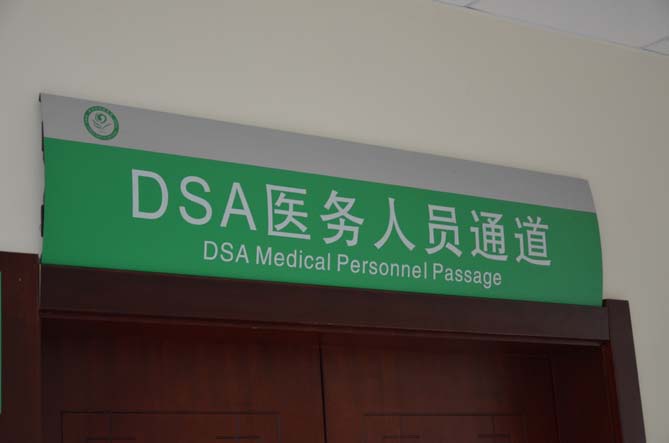 DSA医务人员通道
DSA Medical Personnel Passage